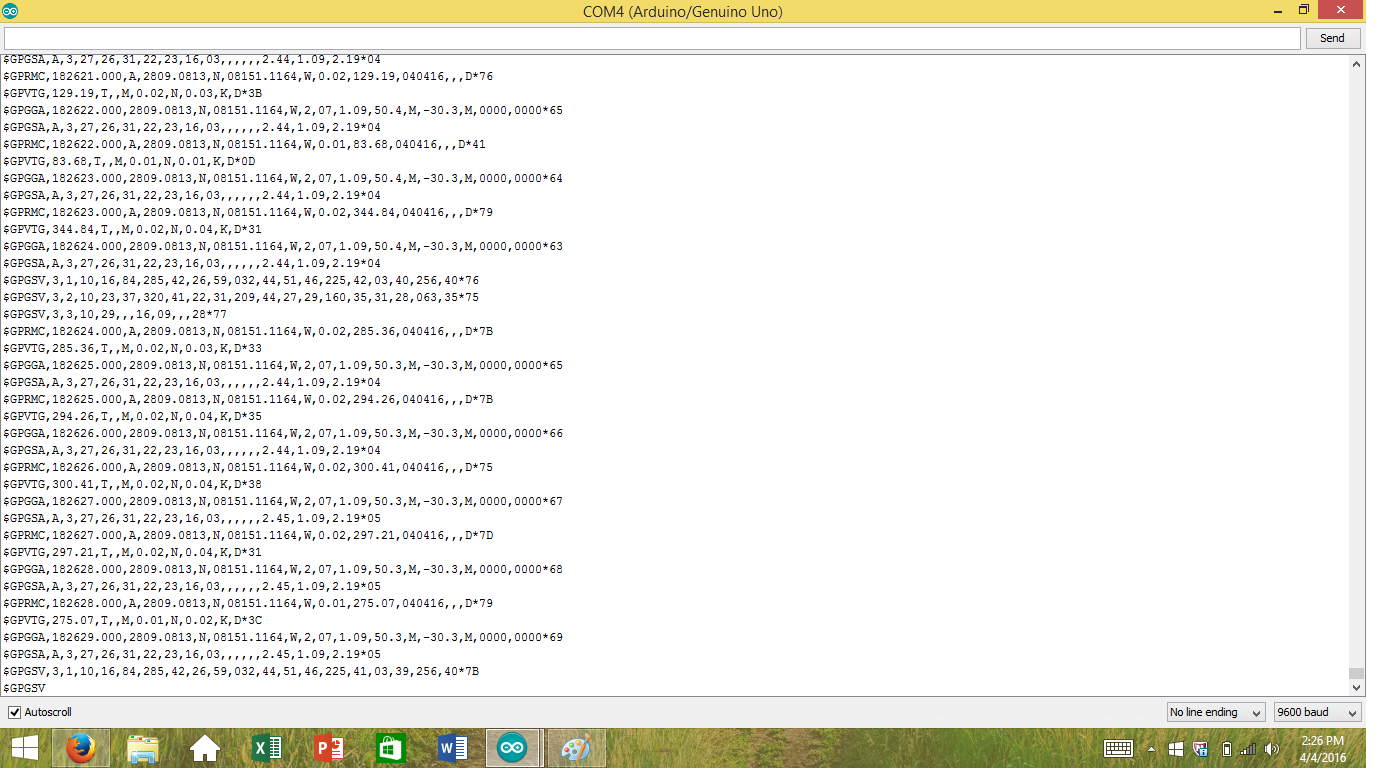 COM4 (Arduino/Genuino Uno)
Send
$GPGSA,A,3,27,26,31,22,23,16,03,,,,,,2.44,1.09,2.19*04
$GPRMC,182621.000,A,2809.0813,N,08151.1164,W,0.02,129.19,040416,,,D*76
$GPVTG,129.19,T,,M,0.02,N,0.03,K,D*3B
$GPGGA,182622.000,2809.0813,N,08151.1164,W,2,07,1.09,50.4,M,-30.3,M,0000,0000*65
$GPGSA,A,3,27,26,31,22,23,16,03,,,,,,2.44,1.09,2.19*04
$GPRMC,182622.000,A,2809.0813,N,08151.1164,W,0.01,83.68,040416,,,D*41
$GPVTG,83.68,T,,M,0.01,N,0.01,K,D*0D
$GPGGA,182623.000,2809.0813,N,08151.1164,W,2,07,1.09,50.4,M,-30.3,M,0000,0000*64
$GPGSA,A,3,27,26,31,22,23,16,03,,,,,,2.44,1.09,2.19*04
$GPRMC,182623.000,A,2809.0813,N,08151.1164,W,0.02,344.84,040416,,,D*79
$GPVTG,344.84,T,,M,0.02,N,0.04,K,D*31
$GPGGA,182624.000,2809.0813,N,08151.1164,W,2,07,1.09,50.4,M,-30.3,M,0000,0000*63
$GPGSA,A,3,27,26,31,22,23,16,03,,,,,,2.44,1.09,2.19*04
$GPGSV,3,1,10,16,84,285,42,26,59,032,44,51,46,225,42,03,40,256,40*76
$GPGSV,3,2,10,23,37,320,41,22,31,209,44,27,29,160,35,31,28,063,35*75
$GPGSV,3,3,10,29,,,16,09,,,28*77
$GPRMC,182624.000,A,2809.0813,N,08151.1164,W,0.02,285.36,040416,,,D*7B
$GPVTG,285.36,T,,M,0.02,N,0.03,K,D*33
$GPGGA,182625.000,2809.0813,N,08151.1164,W,2,07,1.09,50.3,M,-30.3,M,0000,0000*65
$GPGSA,A,3,27,26,31,22,23,16,03,,,,,,2.44,1.09,2.19*04
$GPRMC,182625.000,A,2809.0813,N,08151.1164,W,0.02,294.26,040416,,,D*7B
$GPVTG,294.26,T,,M,0.02,N,0.04,K,D*35
$GPGGA,182626.000,2809.0813,N,08151.1164,W,2,07,1.09,50.3,M,-30.3,M,0000,0000*66
$GPGSA,A,3,27,26,31,22,23,16,03,,,,,,2.44,1.09,2.19*04
$GPRMC,182626.000,A,2809.0813,N,08151.1164,W,0.02,300.41,040416,,,D*75
$GPVTG,300.41,T,,M,0.02,N,0.04,K,D*38
$GPGGA,182627.000,2809.0813,N,08151.1164,W,2,07,1.09,50.3,M,-30.3,M,0000,0000*67
$GPGSA,A,3,27,26,31,22,23,16,03,,,,,,2.45,1.09,2.19*05
$GPRMC,182627.000,A,2809.0813,N,08151.1164,W,0.02,297.21,040416,,,D*7D
$GPVTG,297.21,T,,M,0.02,N,0.04,K,D*31
$GPGGA,182628.000,2809.0813,N,08151.1164,W,2,07,1.09,50.3,M,-30.3,M,0000,0000*68
$GPGSA,A,3,27,26,31,22,23,16,03,,,,,,2.45,1.09,2.19*05
$GPRMC,182628.000,A,2809.0813,N,08151.1164,W,0.01,275.07,040416,,,D*79
$GPVTG,275.07,T,,M,0.01,N,0.02,K,D*3C
$GPGGA,182629.000,2809.0813,N,08151.1164,W,2,07,1.09,50.3,M,-30.3,M,0000,0000*69
$GPGSA,A,3,27,26,31,22,23,16,03,,,,,,2.45,1.09,2.19*05
$GPGSV,3,1,10,16,84,285,42,26,59,032,44,51,46,225,41,03,39,256,40*7B
$GPGSV
Autoscroll
No line ending
9600 baud
2:26 PM
4/4/2016